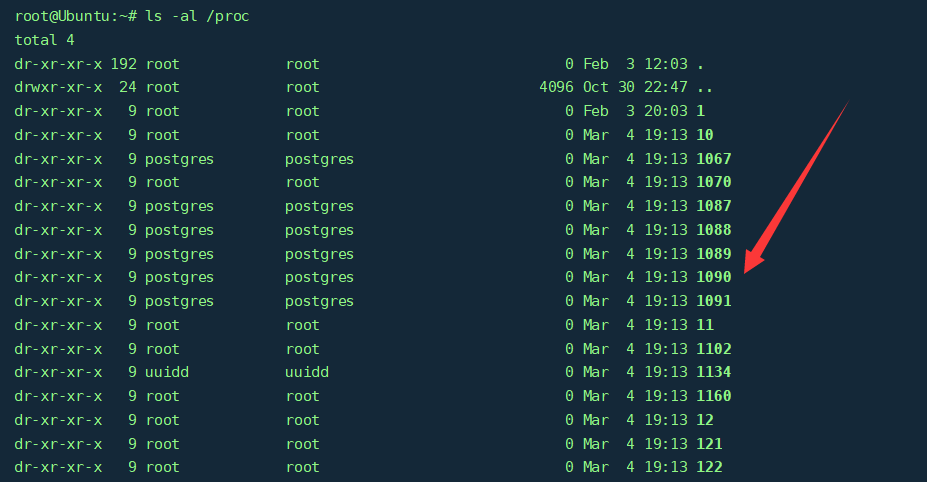 root@Ubuntu:~# ls -al /proc
total 4
dr-xr-xr-x 192 root            root                            0 Feb  3 12:03 .
drwxr-xr-x  24 root            root                         4096 Oct 30 22:47 ..
dr-xr-xr-x   9 root            root                            0 Feb  3 20:03 1
dr-xr-xr-x   9 root            root                            0 Mar  4 19:13 10
dr-xr-xr-x   9 postgres        postgres                        0 Mar  4 19:13 1067
dr-xr-xr-x   9 root            root                            0 Mar  4 19:13 1070
dr-xr-xr-x   9 postgres        postgres                        0 Mar  4 19:13 1087
dr-xr-xr-x   9 postgres        postgres                        0 Mar  4 19:13 1088
dr-xr-xr-x   9 postgres        postgres                        0 Mar  4 19:13 1089
dr-xr-xr-x   9 postgres        postgres                        0 Mar  4 19:13 1090
dr-xr-xr-x   9 postgres        postgres                        0 Mar  4 19:13 1091
dr-xr-xr-x   9 root            root                            0 Mar  4 19:13 11
dr-xr-xr-x   9 root            root                            0 Mar  4 19:13 1102
dr-xr-xr-x   9 uuidd           uuidd                           0 Mar  4 19:13 1134
dr-xr-xr-x   9 root            root                            0 Mar  4 19:13 1160
dr-xr-xr-x   9 root            root                            0 Mar  4 19:13 12
dr-xr-xr-x   9 root            root                            0 Mar  4 19:13 121
dr-xr-xr-x   9 root            root                            0 Mar  4 19:13 122